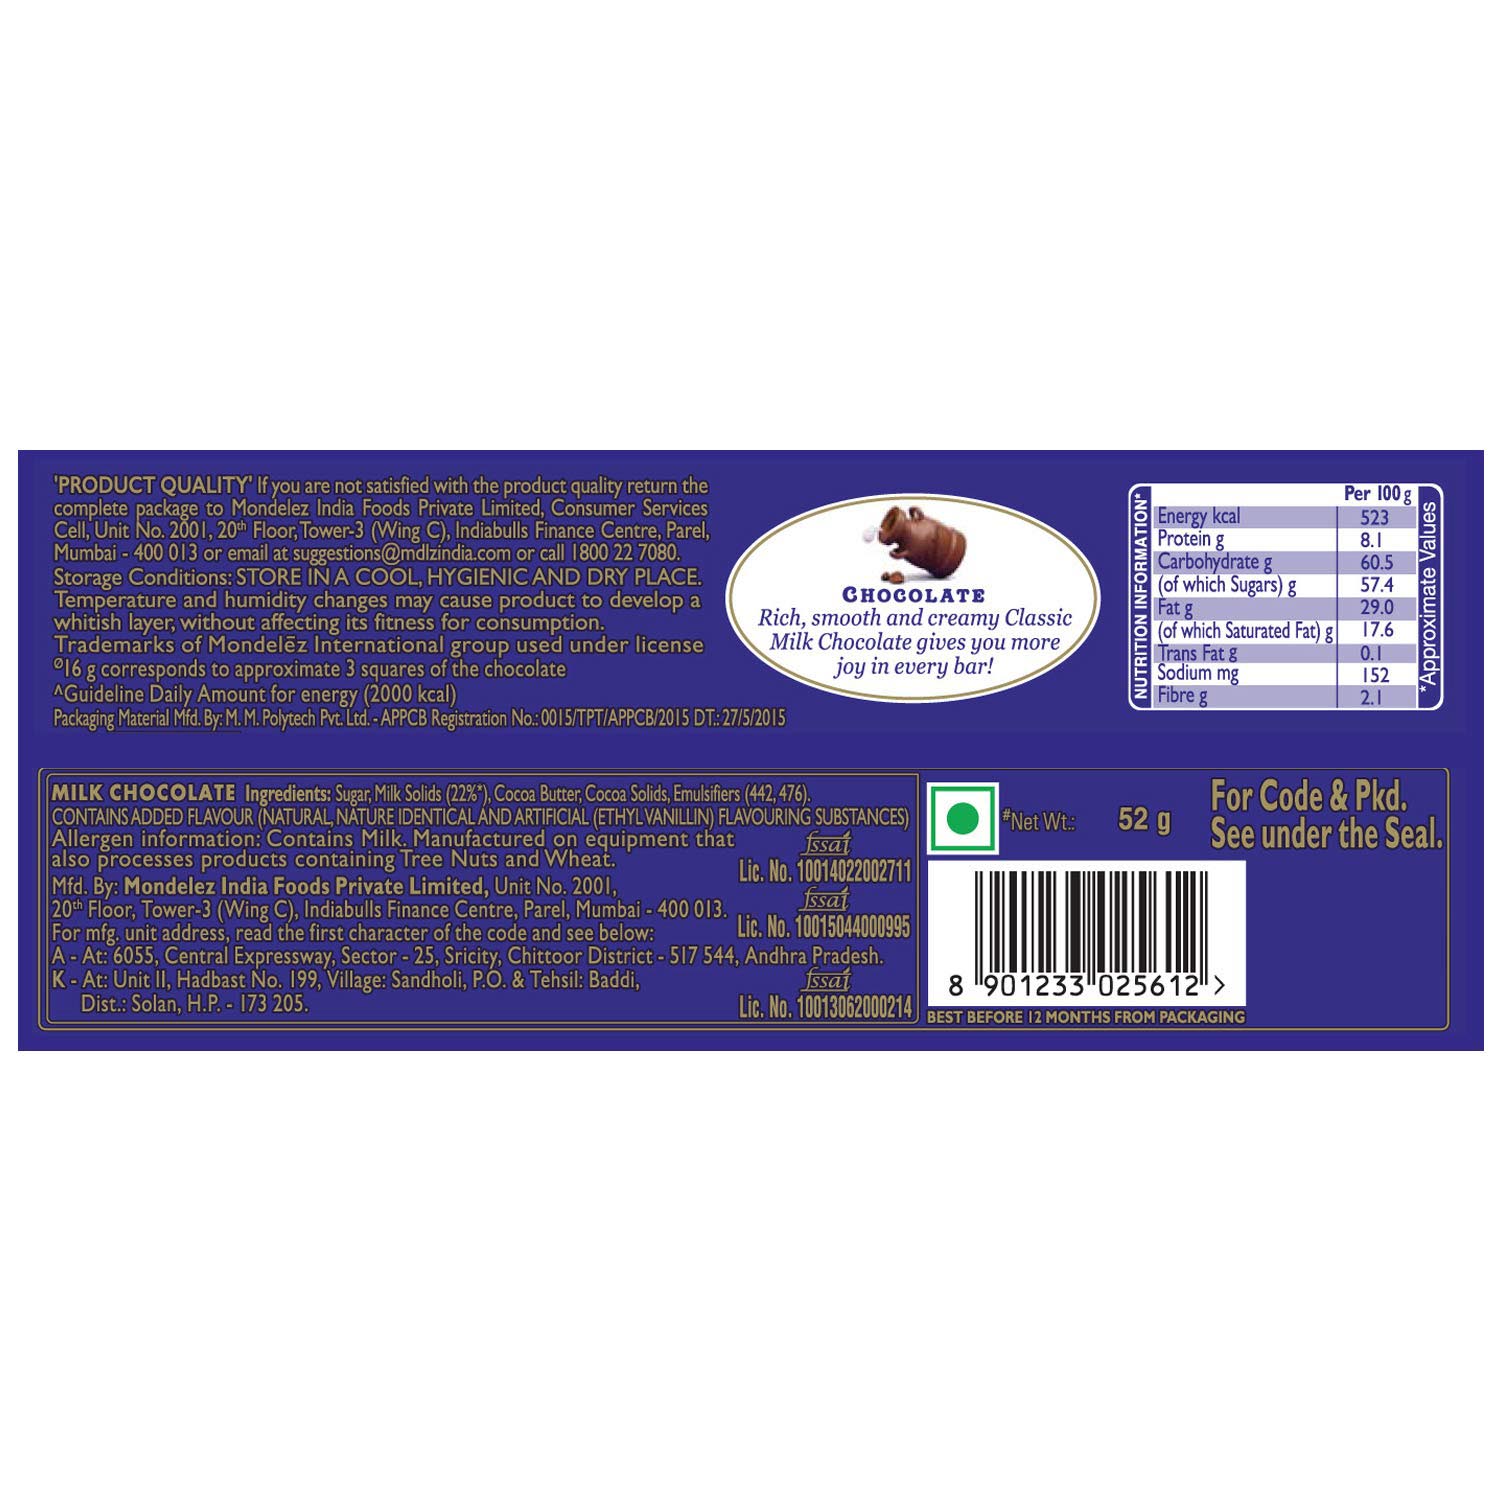 'PRODUCT QUALITY' If you are not satisfied with the product quality return the
complete package to Mondelez India Foods Private Limited, Consumer Services
Cell, Unit No. 2001, 20th Floor, Tower-3 (Wing C), Indiabulls Finance Centre, Parel,
Mumbai - 400 013 or email at suggestions@mdlzindia.com or call 1800 22 7080.
Storage Conditions: STORE IN A COOL, HYGIENIC AND DRY PLACE.
Temperature and humidity changes may cause product to develop a
whitish layer, without affecting its fitness for consumption.
Trademarks of Mondelēz International group used under license
Ø16 g corresponds to approximate 3 squares of the chocolate
^Guideline Daily Amount for energy (2000 kcal)
Packaging Material Mfd. By: M. M. Polytech Pvt. Ltd. - APPCB Registration No.: 0015/TPT/APPCB/2015 DT.: 27/5/2015
CHOCOLATE
Rich, smooth and creamy Classic
Milk Chocolate gives you more
joy in every bar!
NUTRITION INFORMATION*
Per 100 g
Energy kcal 523
Protein g 8.1
Carbohydrate g 60.5
(of which Sugars) g 57.4
Fat g 29.0
(of which Saturated Fat) g 17.6
Trans Fat g 0.1
Sodium mg 152
Fibre g 2.1
*Approximate Values
MILK CHOCOLATE Ingredients: Sugar, Milk Solids (22%*), Cocoa Butter, Cocoa Solids, Emulsifiers (442, 476).
CONTAINS ADDED FLAVOUR (NATURAL, NATURE IDENTICAL AND ARTIFICIAL (ETHYL VANILLIN) FLAVOURING SUBSTANCES)
Allergen information: Contains Milk. Manufactured on equipment that
also processes products containing Tree Nuts and Wheat.
Mfd. By: Mondelez India Foods Private Limited, Unit No. 2001,
20th Floor, Tower-3 (Wing C), Indiabulls Finance Centre, Parel, Mumbai - 400 013.
For mfg. unit address, read the first character of the code and see below:
A - At: 6055, Central Expressway, Sector - 25, Sricity, Chittoor District - 517 544, Andhra Pradesh.
K - At: Unit II, Hadbast No. 199, Village: Sandholi, P.O. & Tehsil: Baddi,
Dist.: Solan, H.P. - 173 205.
fssai
Lic. No. 10014022002711
fssai
Lic. No. 10015044000995
fssai
Lic. No. 10013062000214
#Net Wt.: 52 g
For Code & Pkd.
See under the Seal.
8 901233 025612 >
BEST BEFORE 12 MONTHS FROM PACKAGING